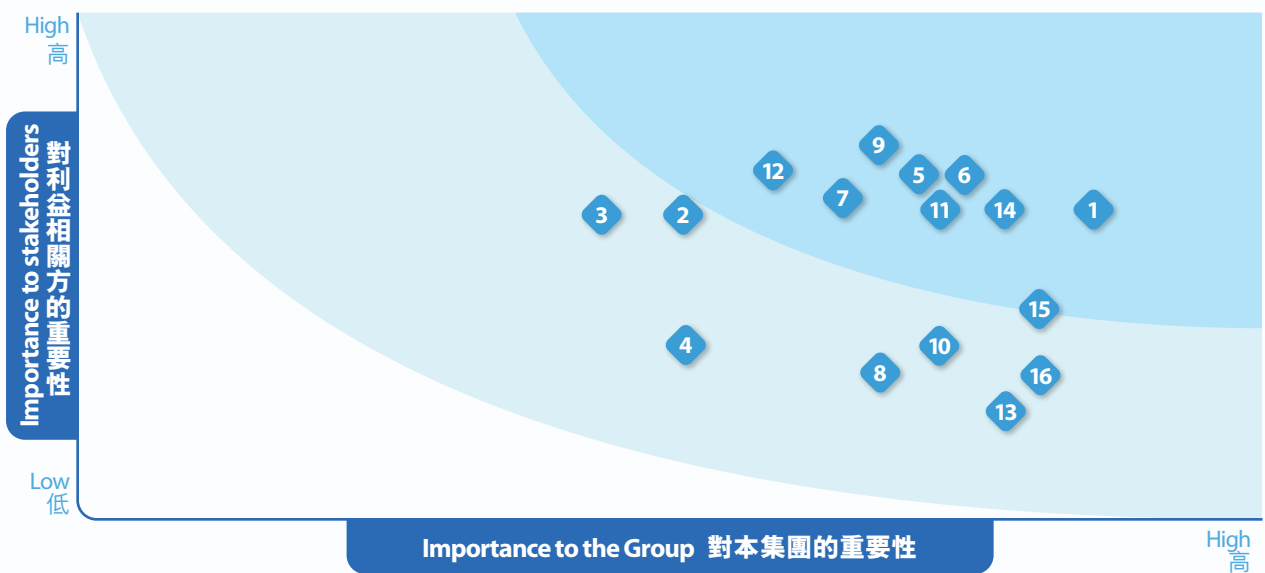 High
高
Importance to stakeholders
對利益相關方的重要性
9
12
5
6
7
11
14
1
3
2
15
4
10
8
16
13
Low
低
Importance to the Group 對本集團的重要性
High
高